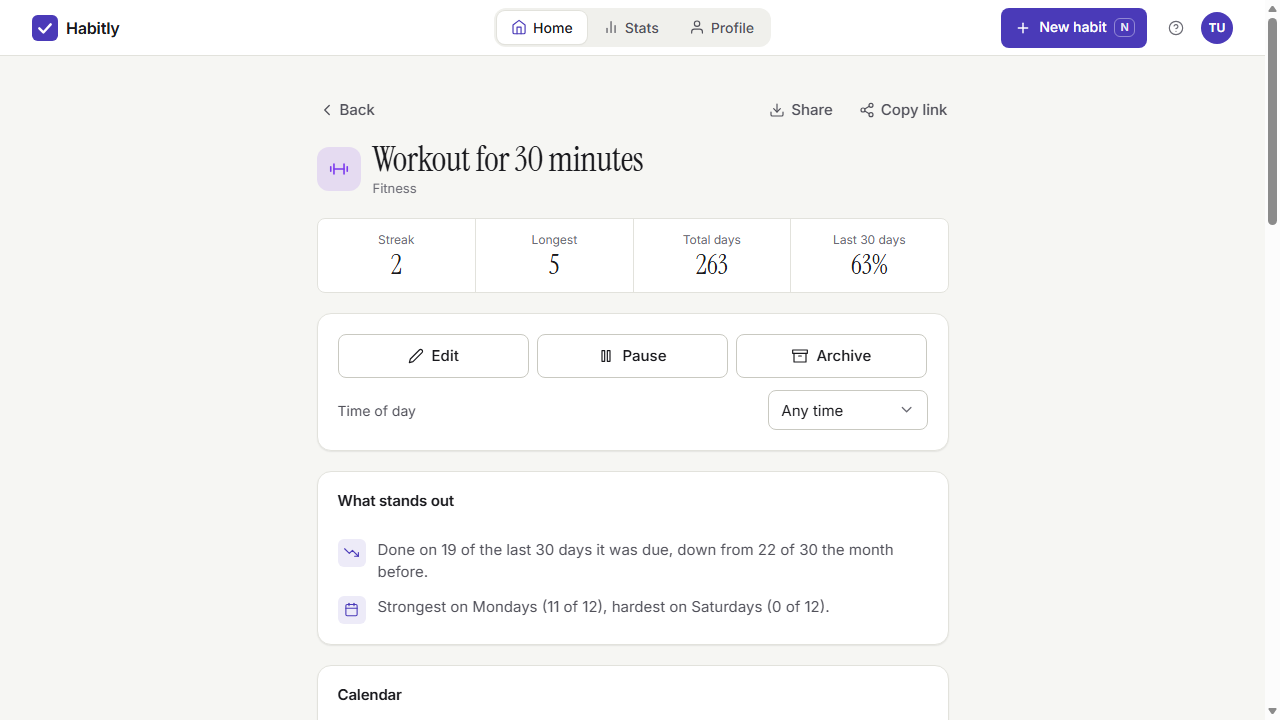 Habitly
Home
Stats
Profile
New habit N
TU
Back
Share
Copy link
Workout for 30 minutes
Fitness
Streak
2
Longest
5
Total days
263
Last 30 days
63%
Edit
Pause
Archive
Time of day
Any time
What stands out
Done on 19 of the last 30 days it was due, down from 22 of 30 the month
before.
Strongest on Mondays (11 of 12), hardest on Saturdays (0 of 12).
Calendar